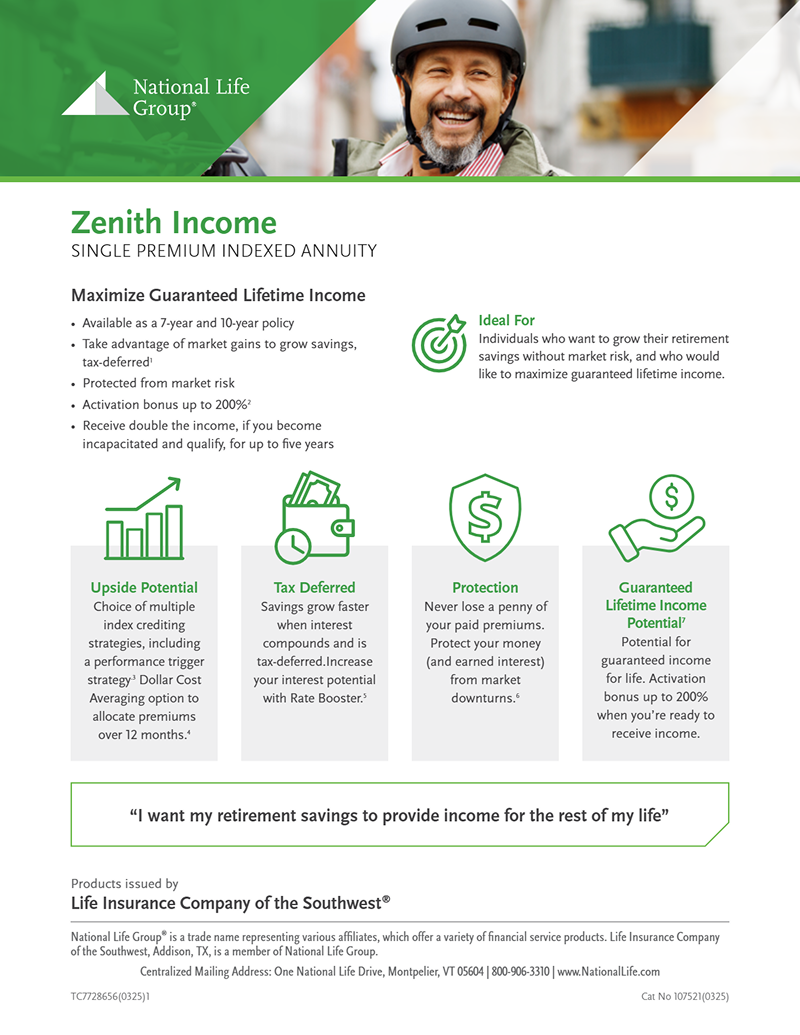 National Life
Group®
Zenith Income
SINGLE PREMIUM INDEXED ANNUITY
Maximize Guaranteed Lifetime Income
• Available as a 7-year and 10-year policy
• Take advantage of market gains to grow savings,
tax-deferred¹
• Protected from market risk
• Activation bonus up to 200%²
• Receive double the income, if you become
incapacitated and qualify, for up to five years
Ideal For
Individuals who want to grow their retirement
savings without market risk, and who would
like to maximize guaranteed lifetime income.
Upside Potential
Choice of multiple
index crediting
strategies, including
a performance trigger
strategy³ Dollar Cost
Averaging option to
allocate premiums
over 12 months.⁴
Tax Deferred
Savings grow faster
when interest
compounds and is
tax-deferred.Increase
your interest potential
with Rate Booster.⁵
Protection
Never lose a penny of
your paid premiums.
Protect your money
(and earned interest)
from market
downturns.⁶
Guaranteed
Lifetime Income
Potential⁷
Potential for
guaranteed income
for life. Activation
bonus up to 200%
when you’re ready to
receive income.
“I want my retirement savings to provide income for the rest of my life”
Products issued by
Life Insurance Company of the Southwest®
National Life Group® is a trade name representing various affiliates, which offer a variety of financial service products. Life Insurance Company
of the Southwest, Addison, TX, is a member of National Life Group.
Centralized Mailing Address: One National Life Drive, Montpelier, VT 05604 | 800-906-3310 | www.NationalLife.com
TC7728656(0325)1
Cat No 107521(0325)